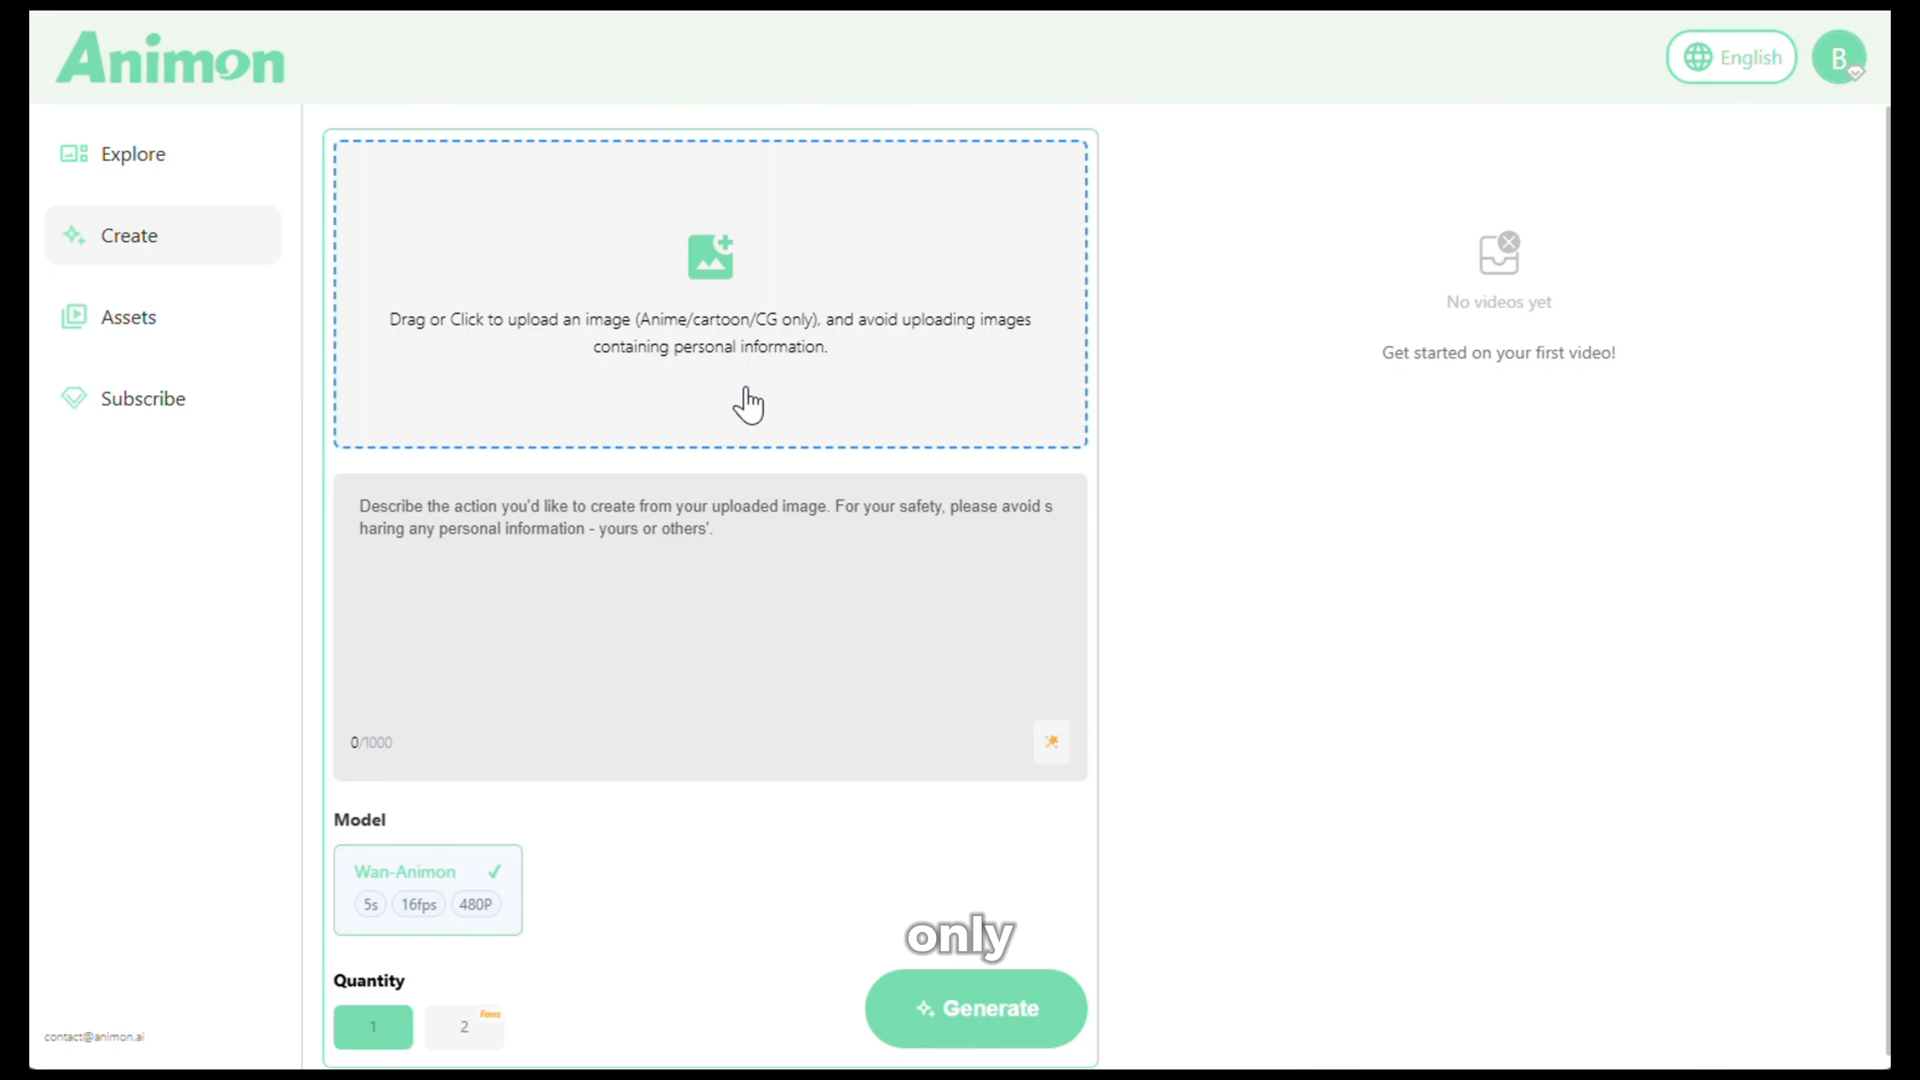 Animon
English
B
Explore
Create
Assets
Subscribe
Drag or Click to upload an image (Anime/cartoon/CG only), and avoid uploading images
containing personal information.
No videos yet
Get started on your first video!
Describe the action you'd like to create from your uploaded image. For your safety, please avoid s
haring any personal information - yours or others'.
0/1000
Model
Wan-Animon
5s 16fps 480P
only
Quantity
1 2 Fans
Generate
contact@animon.ai